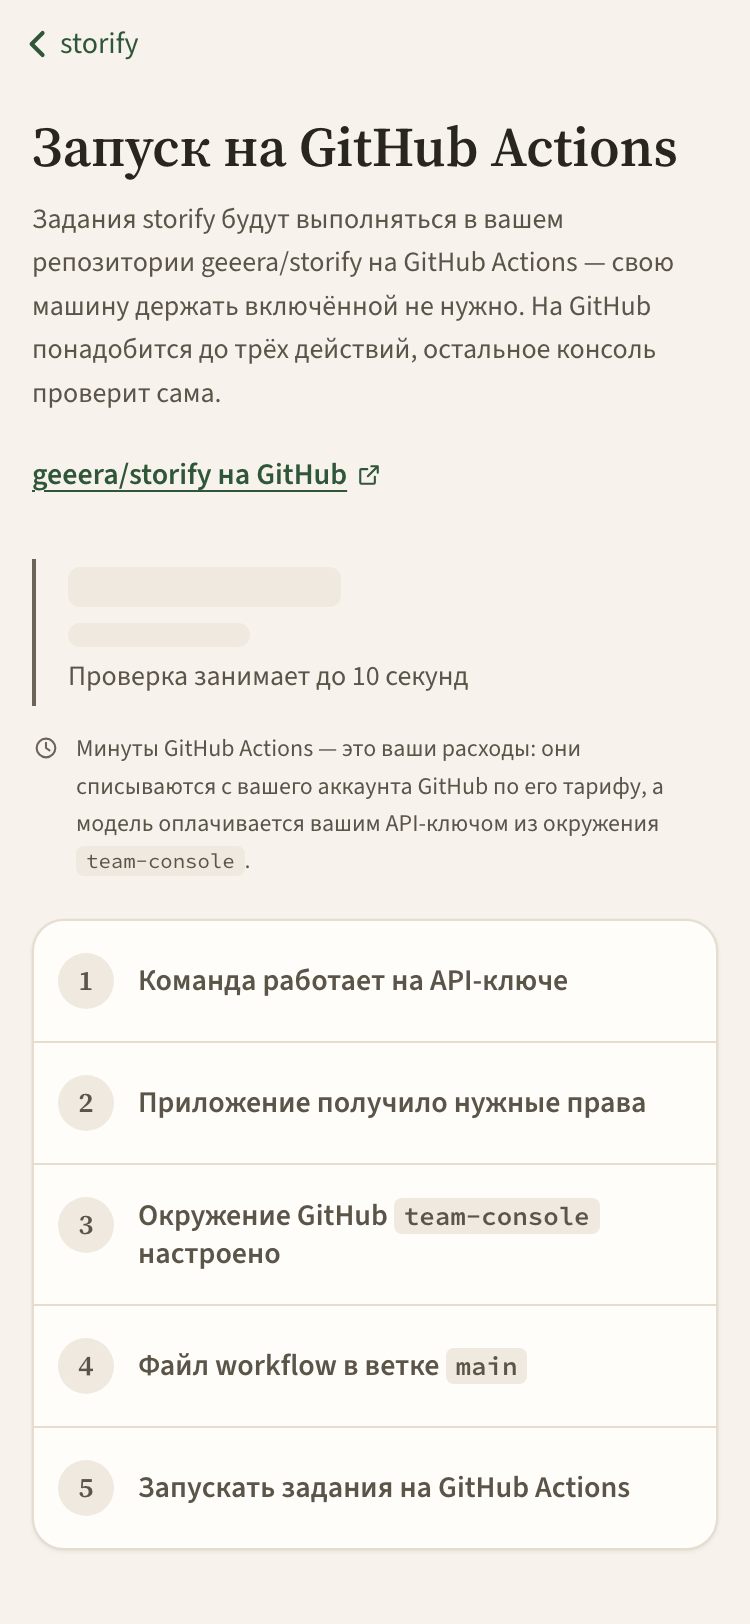 storify
Запуск на GitHub Actions
Задания storify будут выполняться в вашем
репозитории geeera/storify на GitHub Actions — свою
машину держать включённой не нужно. На GitHub
понадобится до трёх действий, остальное консоль
проверит сама.
geeera/storify на GitHub
Проверка занимает до 10 секунд
Минуты GitHub Actions — это ваши расходы: они
списываются с вашего аккаунта GitHub по его тарифу, а
модель оплачивается вашим API-ключом из окружения
team-console.
1 Команда работает на API-ключе
2 Приложение получило нужные права
3 Окружение GitHub team-console
настроено
4 Файл workflow в ветке main
5 Запускать задания на GitHub Actions